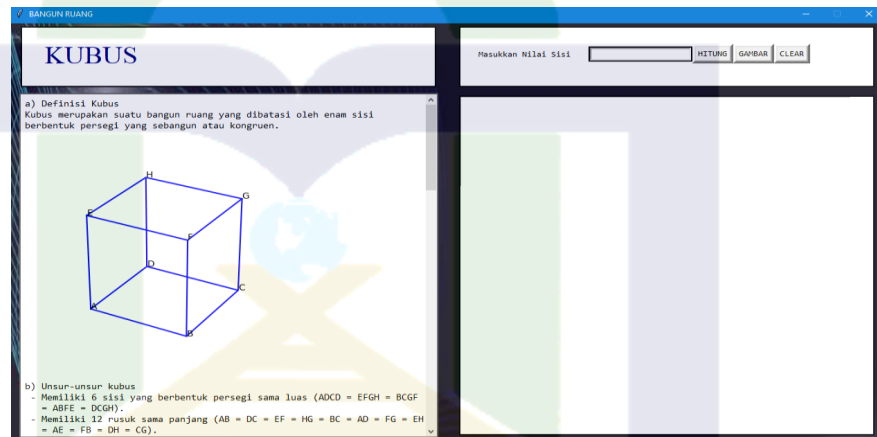 BANGUN RUANG
KUBUS
Masukkan Nilai Sisi
HITUNG
GAMBAR
CLEAR
a) Definisi Kubus
Kubus merupakan suatu bangun ruang yang dibatasi oleh enam sisi
berbentuk persegi yang sebangun atau kongruen.
H
G
E
F
D
C
A
B
b) Unsur-unsur kubus
- Memiliki 6 sisi yang berbentuk persegi sama luas (ADCD = EFGH = BCGF
= ABFE = DCGH).
- Memiliki 12 rusuk sama panjang (AB = DC = EF = HG = BC = AD = FG = EH
= AE = FB = DH = CG).